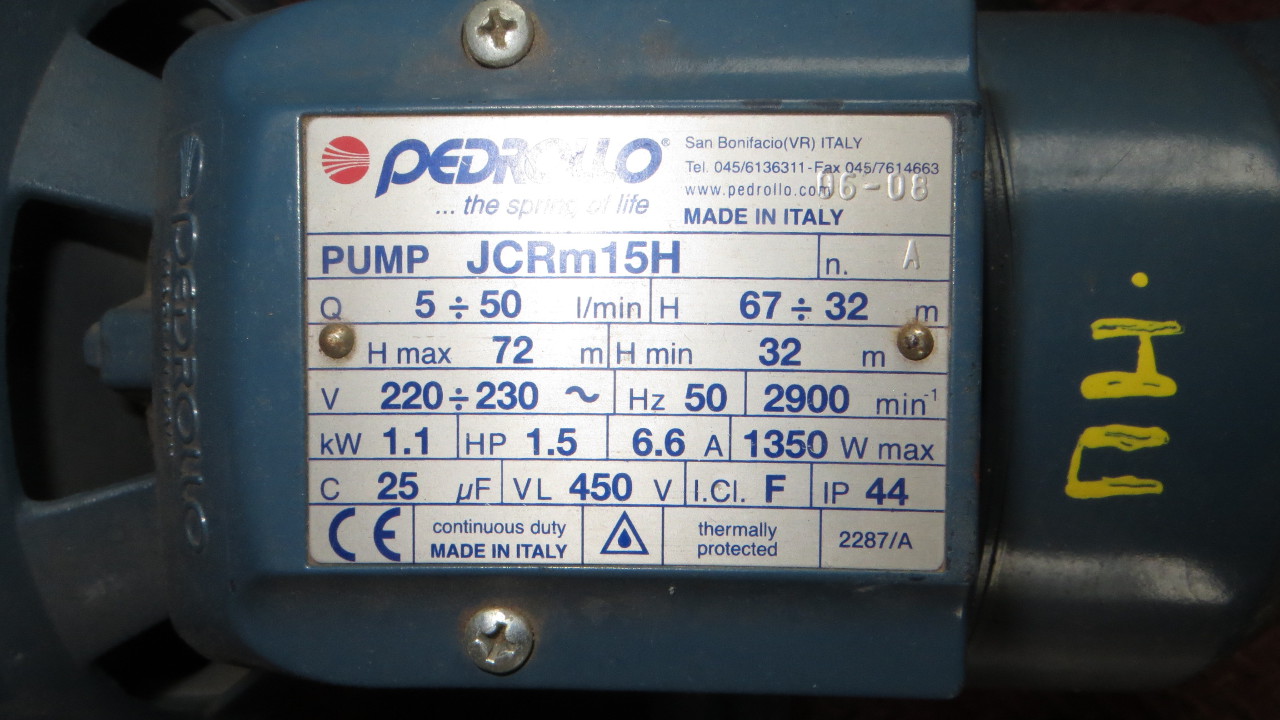 PEDROLLO®
... the spring of life
San Bonifacio(VR) ITALY
Tel. 045/6136311-Fax 045/7614663
www.pedrollo.com
06-08
MADE IN ITALY
PUMP JCRm15H n. A
Q 5÷50 l/min H 67÷32 m
H max 72 m H min 32 m
V 220÷230 ~ Hz 50 2900 min⁻¹
kW 1.1 HP 1.5 6.6 A 1350 W max
C 25 µF VL 450 V I.Cl. F IP 44
CE continuous duty
MADE IN ITALY
thermally
protected
2287/A
PEDROLLO